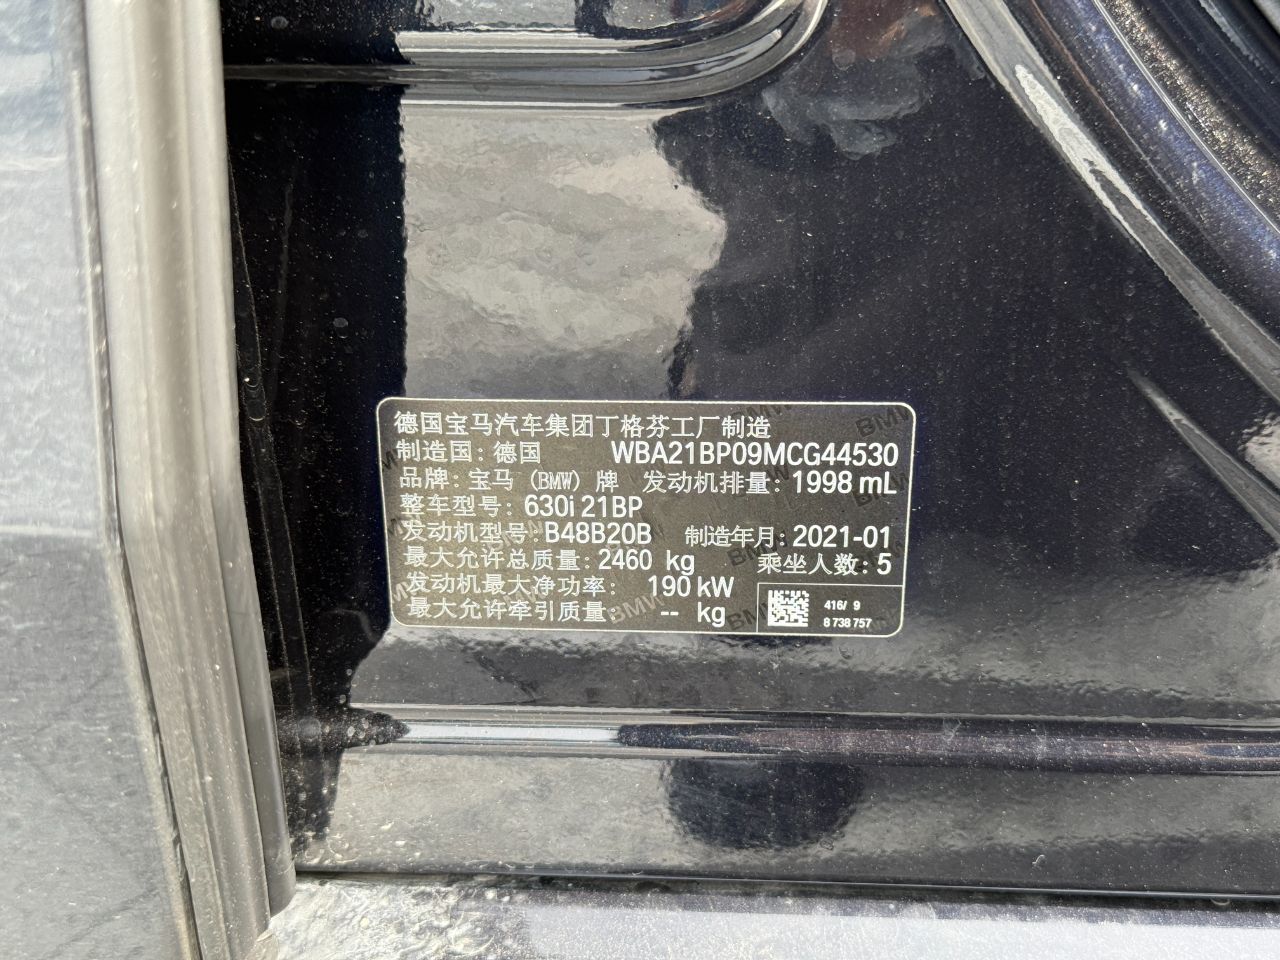 德国宝马汽车集团丁格芬工厂制造
制造国: 德国 WBA21BP09MCG44530
品牌: 宝马 (BMW) 牌 发动机排量: 1998 mL
整车型号: 630i 21BP
发动机型号: B48B20B 制造年月: 2021-01
最大允许总质量: 2460 kg 乘坐人数: 5
发动机最大净功率: 190 kW
最大允许牵引质量: -- kg
416/ 9
8 738 757